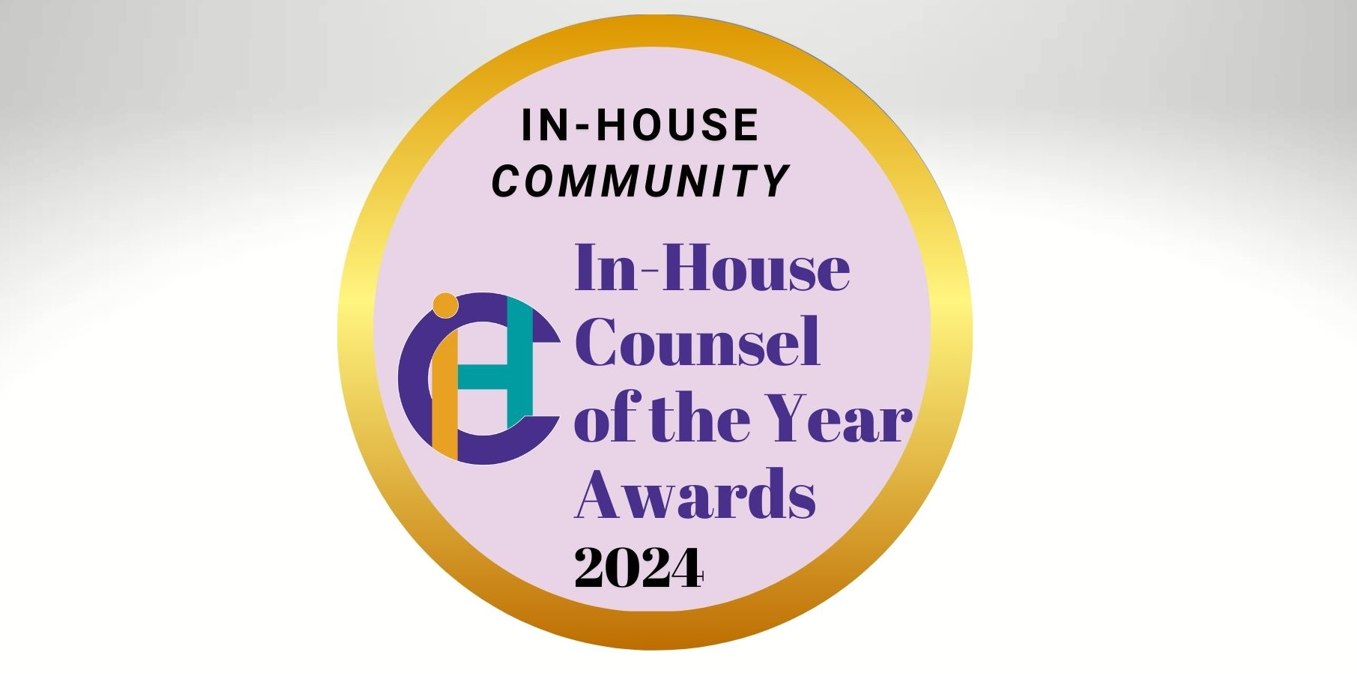 IN-HOUSE
COMMUNITY
In-House
Counsel
of the Year
Awards
2024